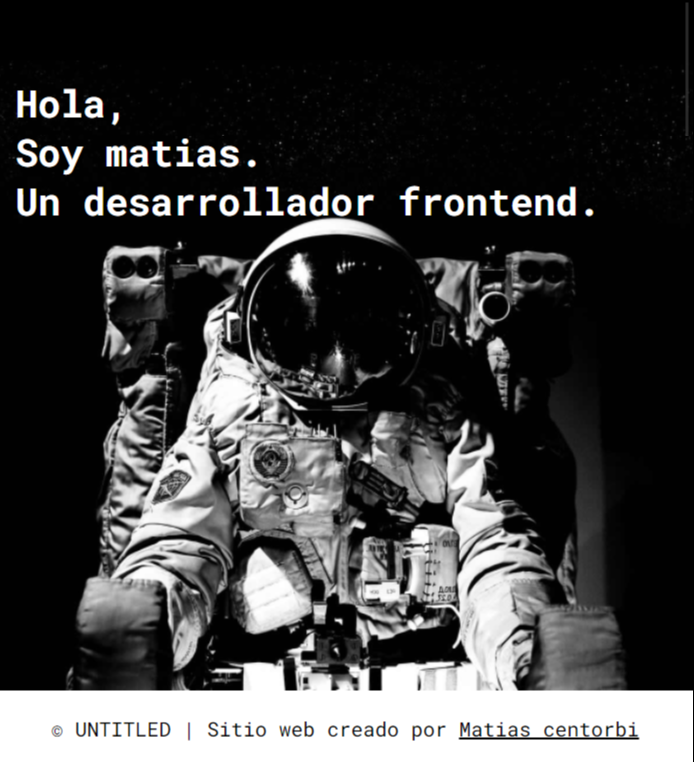 Hola,
Soy matias.
Un desarrollador frontend.
© UNTITLED | Sitio web creado por Matias centorbi